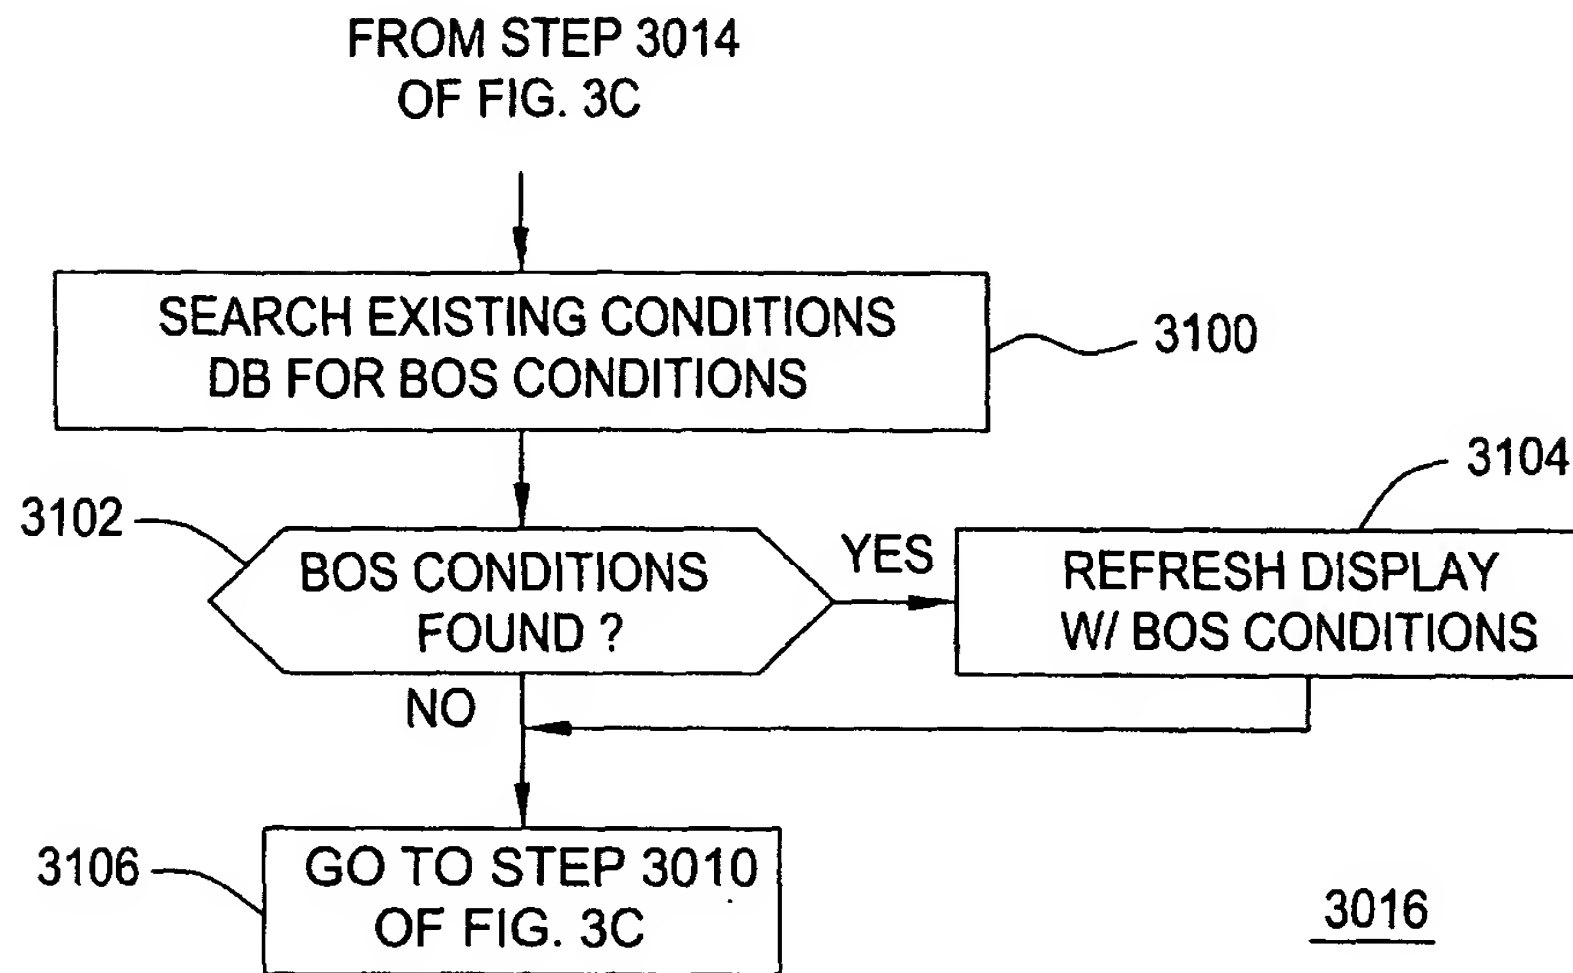 FROM STEP 3014
OF FIG. 3C
SEARCH EXISTING CONDITIONS
DB FOR BOS CONDITIONS
3100
3102
BOS CONDITIONS
FOUND ?
YES
3104
REFRESH DISPLAY
W/ BOS CONDITIONS
NO
3106
GO TO STEP 3010
OF FIG. 3C
3016